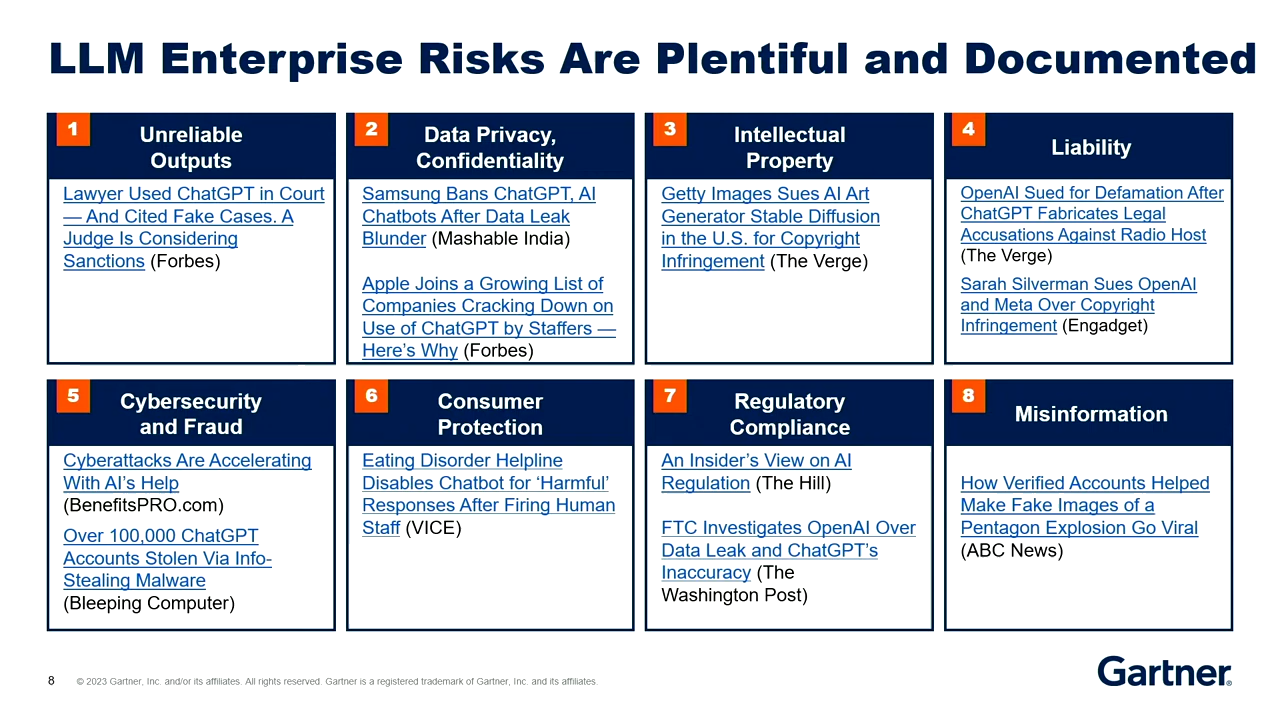 LLM Enterprise Risks Are Plentiful and Documented
1
Unreliable
Outputs
Lawyer Used ChatGPT in Court
— And Cited Fake Cases. A
Judge Is Considering
Sanctions (Forbes)
2
Data Privacy,
Confidentiality
Samsung Bans ChatGPT, AI
Chatbots After Data Leak
Blunder (Mashable India)
Apple Joins a Growing List of
Companies Cracking Down on
Use of ChatGPT by Staffers —
Here’s Why (Forbes)
3
Intellectual
Property
Getty Images Sues AI Art
Generator Stable Diffusion
in the U.S. for Copyright
Infringement (The Verge)
4
Liability
OpenAI Sued for Defamation After
ChatGPT Fabricates Legal
Accusations Against Radio Host
(The Verge)
Sarah Silverman Sues OpenAI
and Meta Over Copyright
Infringement (Engadget)
5
Cybersecurity
and Fraud
Cyberattacks Are Accelerating
With AI’s Help
(BenefitsPRO.com)
Over 100,000 ChatGPT
Accounts Stolen Via Info-
Stealing Malware
(Bleeping Computer)
6
Consumer
Protection
Eating Disorder Helpline
Disables Chatbot for ‘Harmful’
Responses After Firing Human
Staff (VICE)
7
Regulatory
Compliance
An Insider’s View on AI
Regulation (The Hill)
FTC Investigates OpenAI Over
Data Leak and ChatGPT’s
Inaccuracy (The
Washington Post)
8
Misinformation
How Verified Accounts Helped
Make Fake Images of a
Pentagon Explosion Go Viral
(ABC News)
8 © 2023 Gartner, Inc. and/or its affiliates. All rights reserved. Gartner is a registered trademark of Gartner, Inc. and its affiliates.
Gartner®